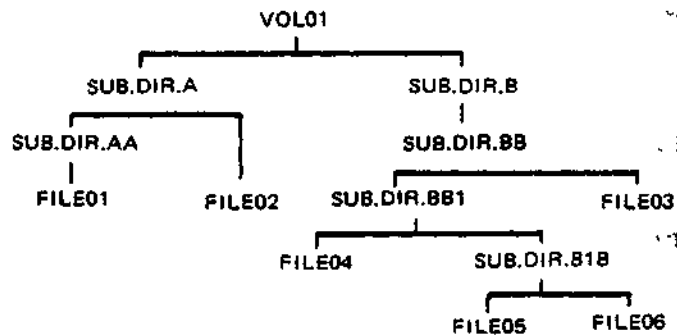 VOL01
SUB.DIR.A SUB.DIR.B
SUB.DIR.AA SUB.DIR.BB
FILE01 FILE02 SUB.DIR.BB1 FILE03
FILE04 SUB.DIR.B1B
FILE05 FILE06